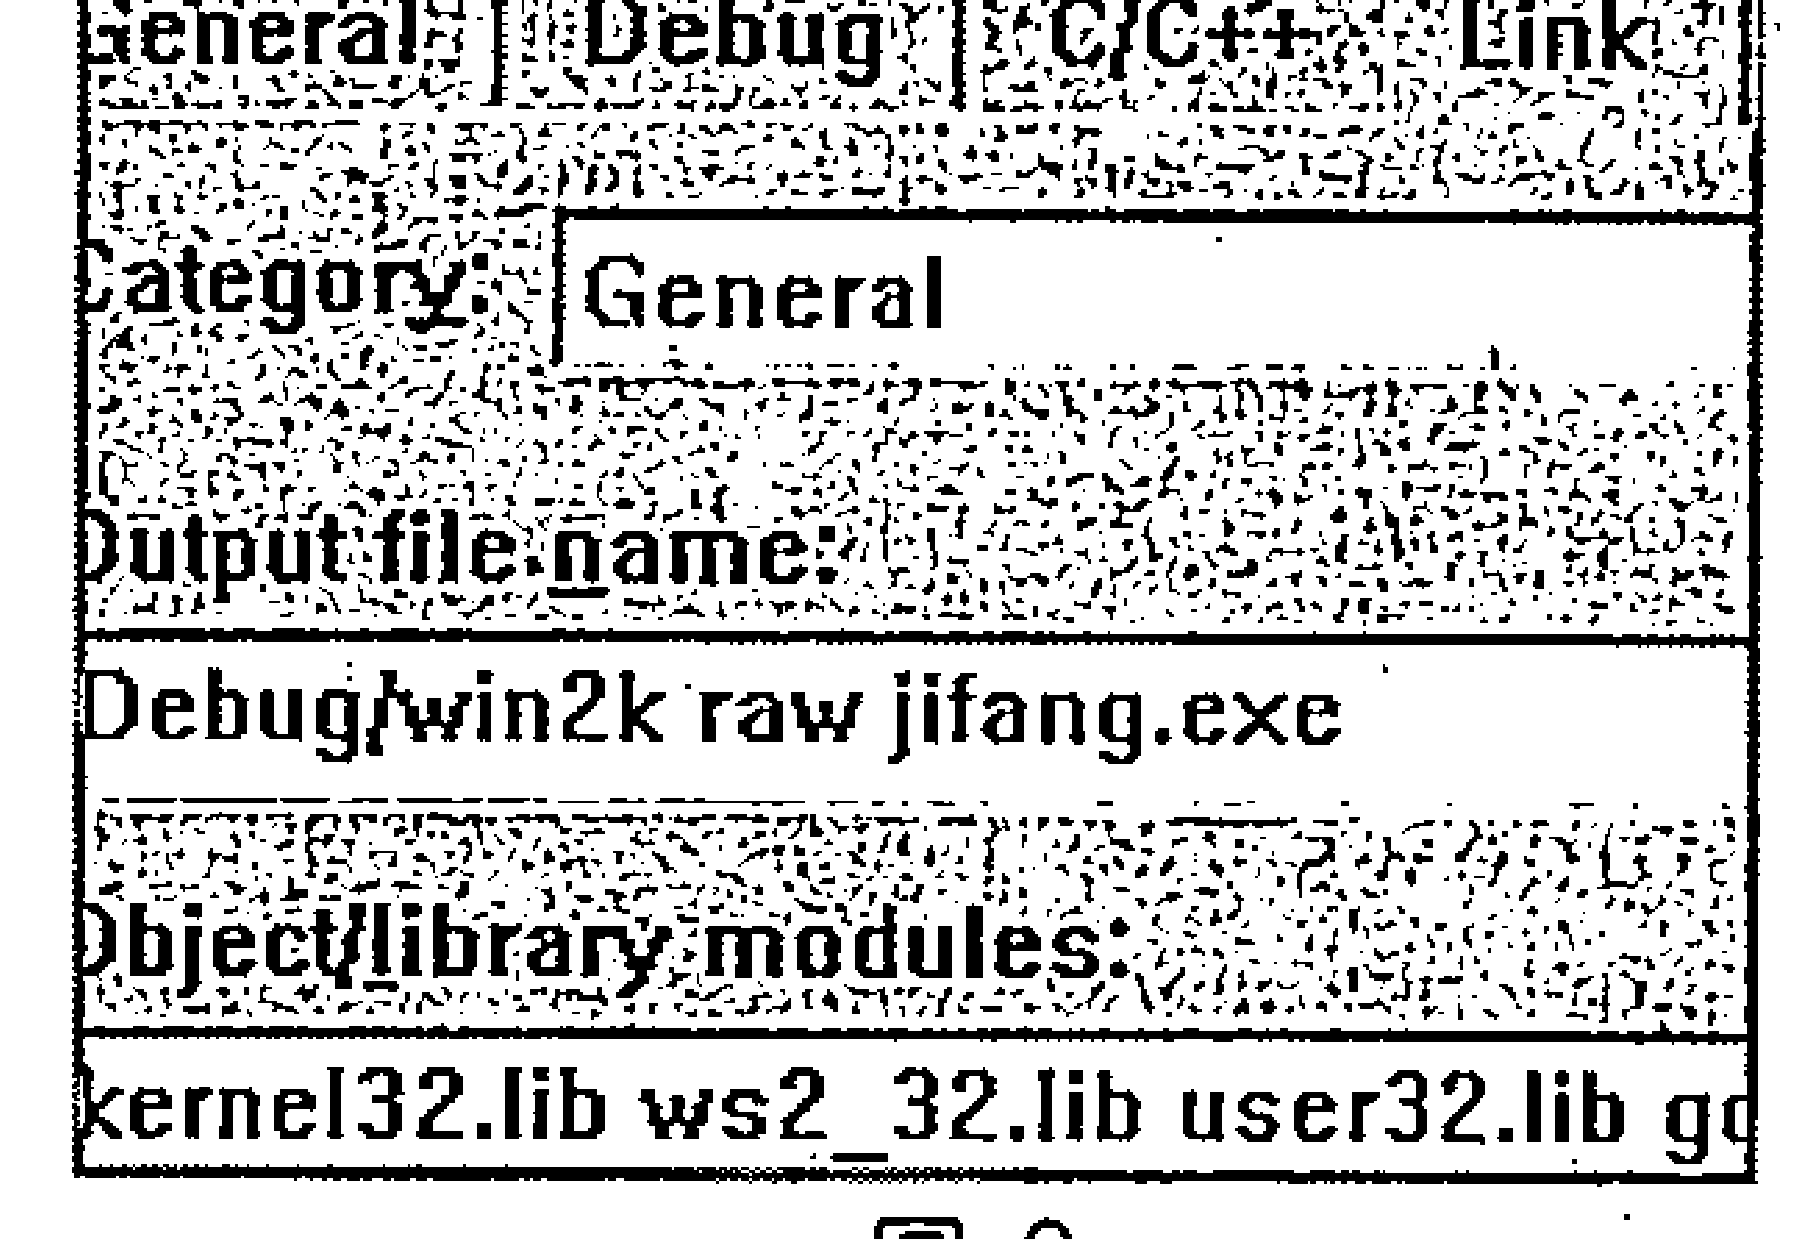 General Debug C/C++ Link
Category: General
Output file name:
Debug/win2k raw jifang.exe
Object/library modules:
kernel32.lib ws2_32.lib user32.lib